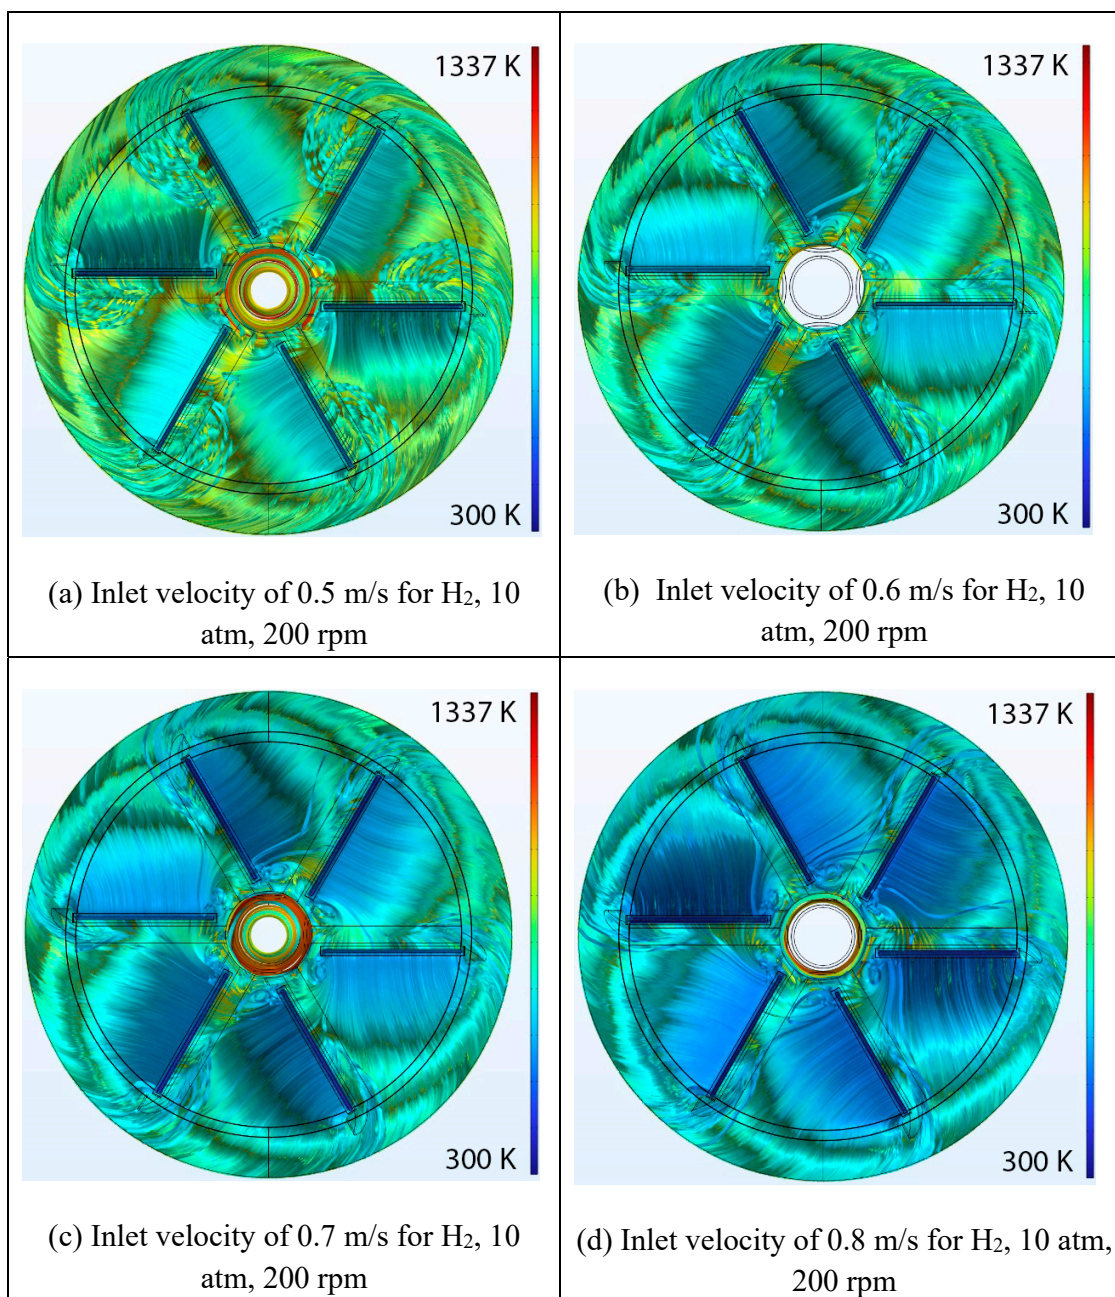 1337 K
300 K
(a) Inlet velocity of 0.5 m/s for H₂, 10
atm, 200 rpm
1337 K
300 K
(b) Inlet velocity of 0.6 m/s for H₂, 10
atm, 200 rpm
1337 K
300 K
(c) Inlet velocity of 0.7 m/s for H₂, 10
atm, 200 rpm
1337 K
300 K
(d) Inlet velocity of 0.8 m/s for H₂, 10 atm,
200 rpm